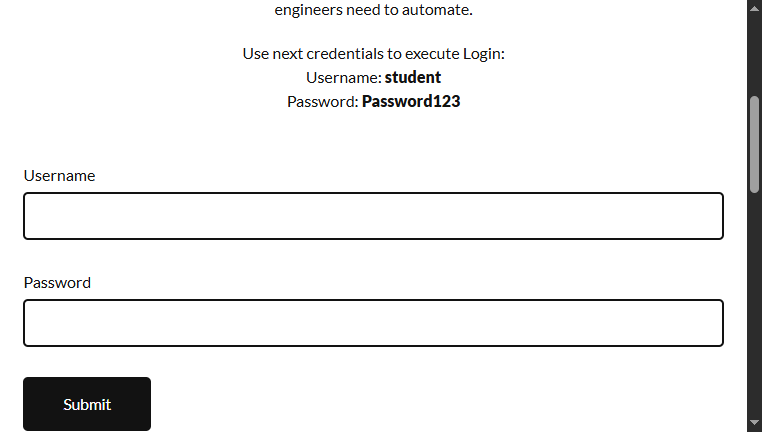 engineers need to automate.
Use next credentials to execute Login:
Username: student
Password: Password123
Username
Password
Submit